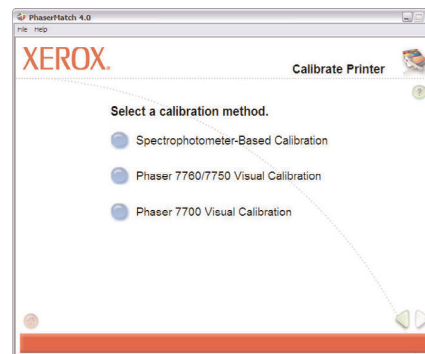 PhaserMatch 4.0
File Help
XEROX.
Calibrate Printer
?
Select a calibration method.
Spectrophotometer-Based Calibration
Phaser 7760/7750 Visual Calibration
Phaser 7700 Visual Calibration